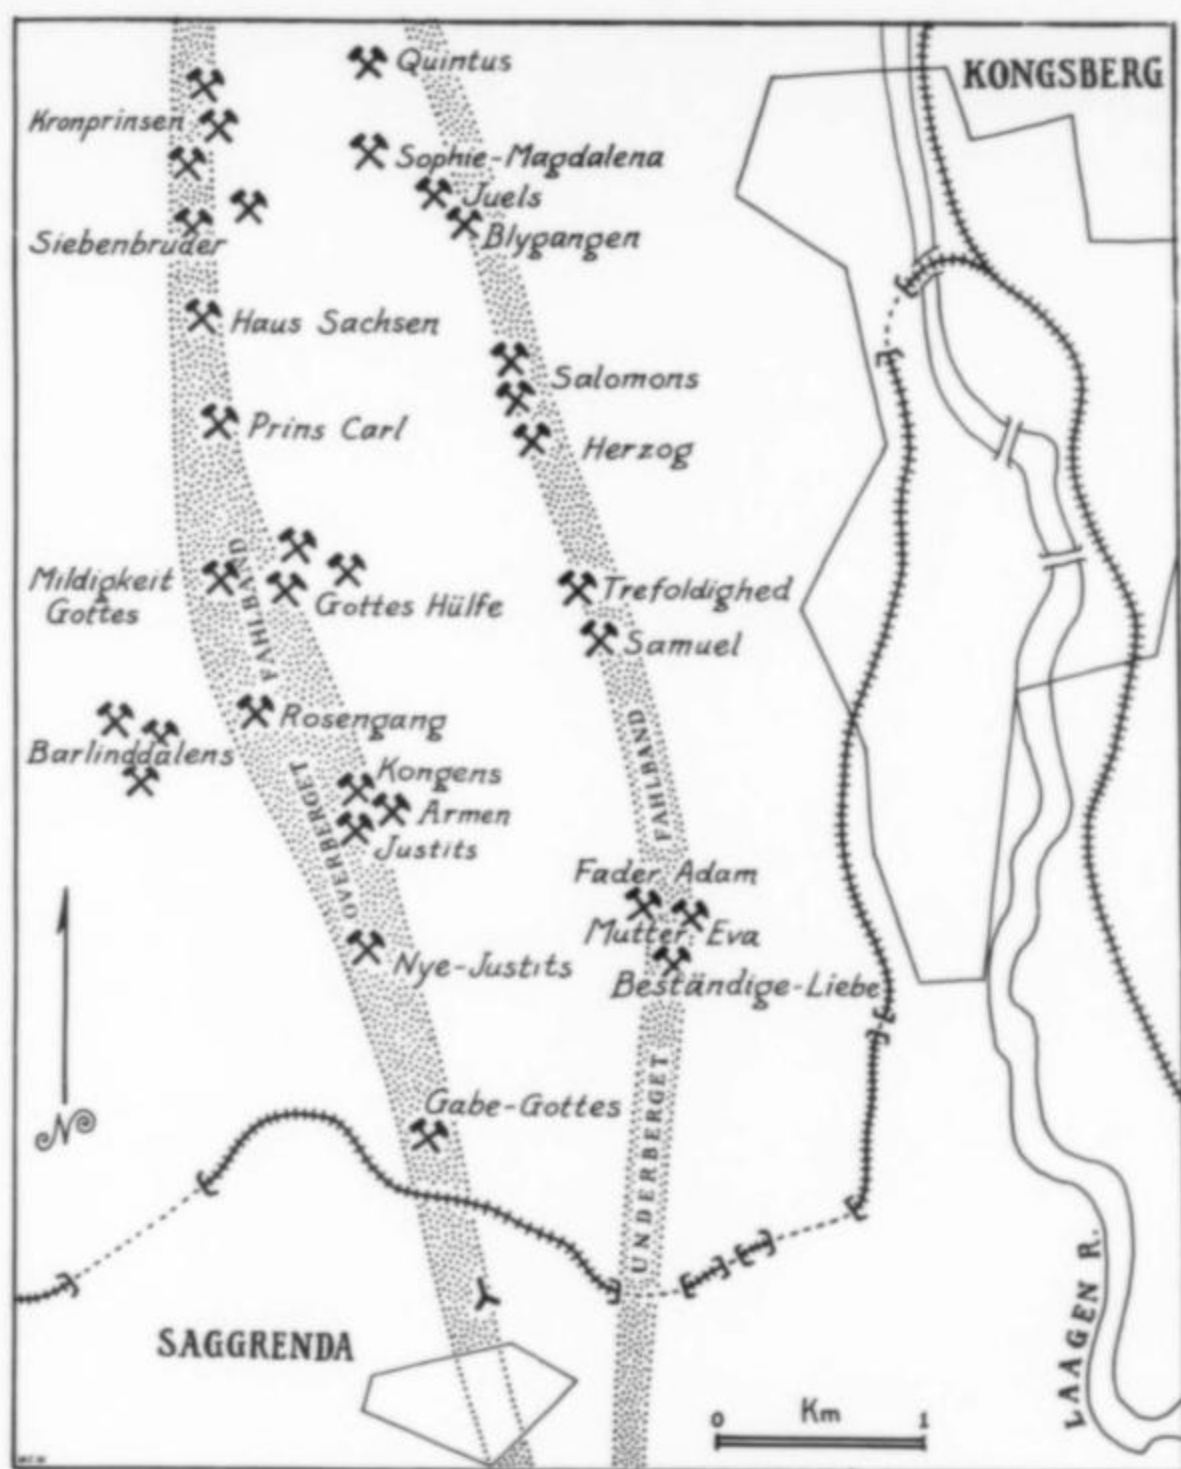 Quintus
KONGSBERG
Kronprinsen
Sophie-Magdalena
Juels
Blygangen
Siebenbruder
Haus Sachsen
Salomons
Prins Carl
Herzog
Mildigkeit
Gottes
Gottes Hülfe
Trefoldighed
Samuel
OVERBERGET FAHLBAND
Rosengang
Barlinddalens
Kongens
Armen
Justits
UNDERBERGET FAHLBAND
Fader Adam
Mutter Eva
Beständige-Liebe
Nye-Justits
Gabe-Gottes
N
SAGGRENDA
LAAGEN R.
Km
0 1